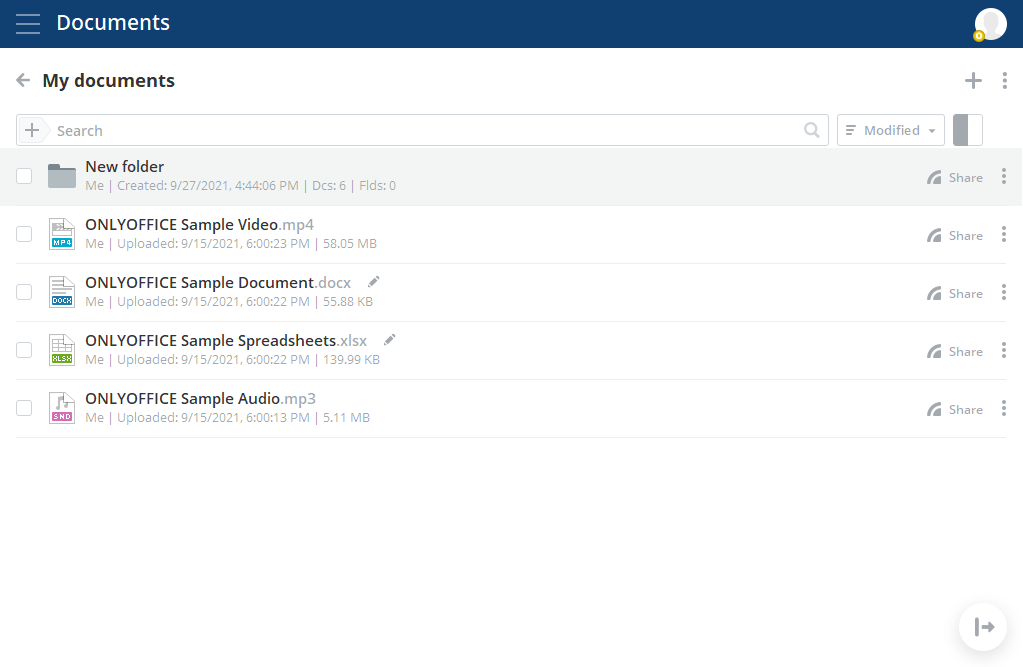 Documents
My documents
Search
Modified
New folder
Me | Created: 9/27/2021, 4:44:06 PM | Dcs: 6 | Flds: 0
Share
ONLYOFFICE Sample Video.mp4
Me | Uploaded: 9/15/2021, 6:00:23 PM | 58.05 MB
MP4
Share
ONLYOFFICE Sample Document.docx
Me | Uploaded: 9/15/2021, 6:00:22 PM | 55.88 KB
DOCX
Share
ONLYOFFICE Sample Spreadsheets.xlsx
Me | Uploaded: 9/15/2021, 6:00:22 PM | 139.99 KB
XLSX
Share
ONLYOFFICE Sample Audio.mp3
Me | Uploaded: 9/15/2021, 6:00:13 PM | 5.11 MB
SND
Share